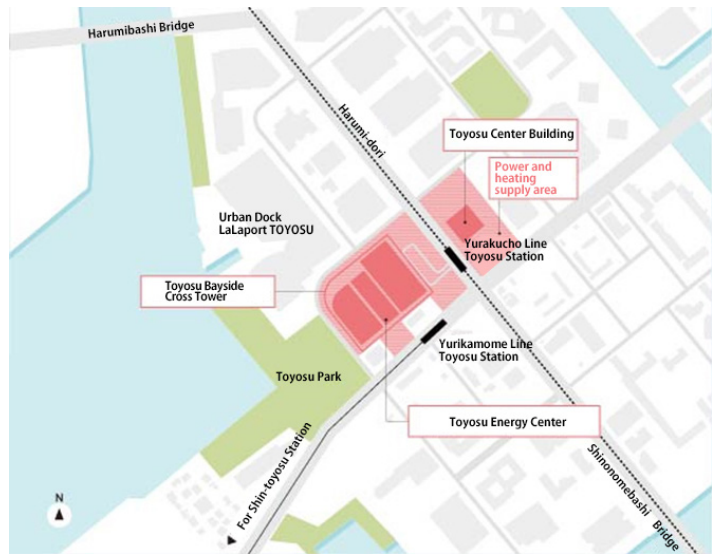 Harumibashi Bridge
Harumi-dori
Toyosu Center Building
Power and
heating
supply area
Urban Dock
LaLaport TOYOSU
Yurakucho Line
Toyosu Station
Toyosu Bayside
Cross Tower
Yurikamome Line
Toyosu Station
Toyosu Park
Toyosu Energy Center
For Shin-toyosu Station
Shinonomebashi Bridge
N